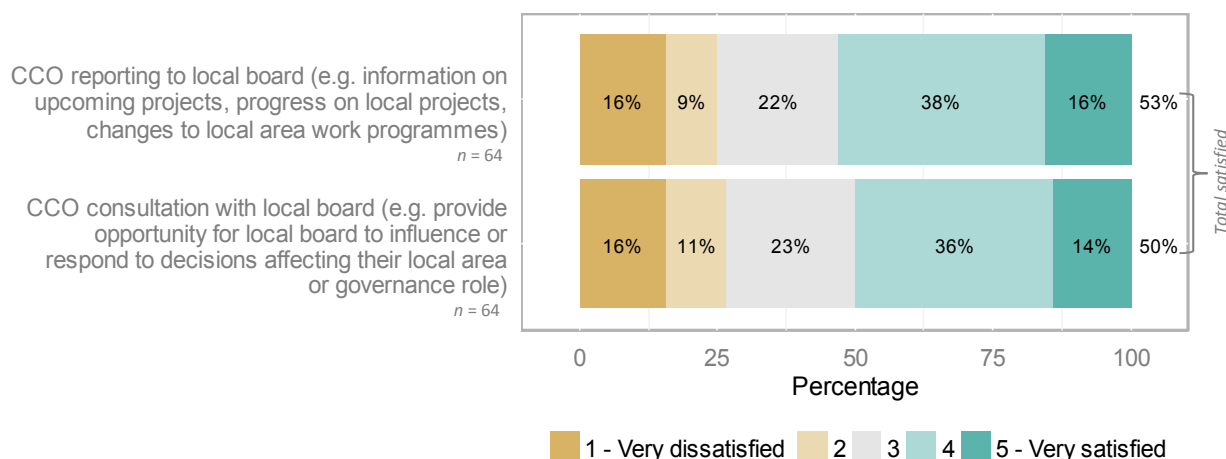 CCO reporting to local board (e.g. information on
upcoming projects, progress on local projects,
changes to local area work programmes)
n = 64
16% 9% 22% 38% 16% 53%
CCO consultation with local board (e.g. provide
opportunity for local board to influence or
respond to decisions affecting their local area
or governance role)
n = 64
16% 11% 23% 36% 14% 50%
Total satisfied
0 25 50 75 100
Percentage
1 - Very dissatisfied 2 3 4 5 - Very satisfied